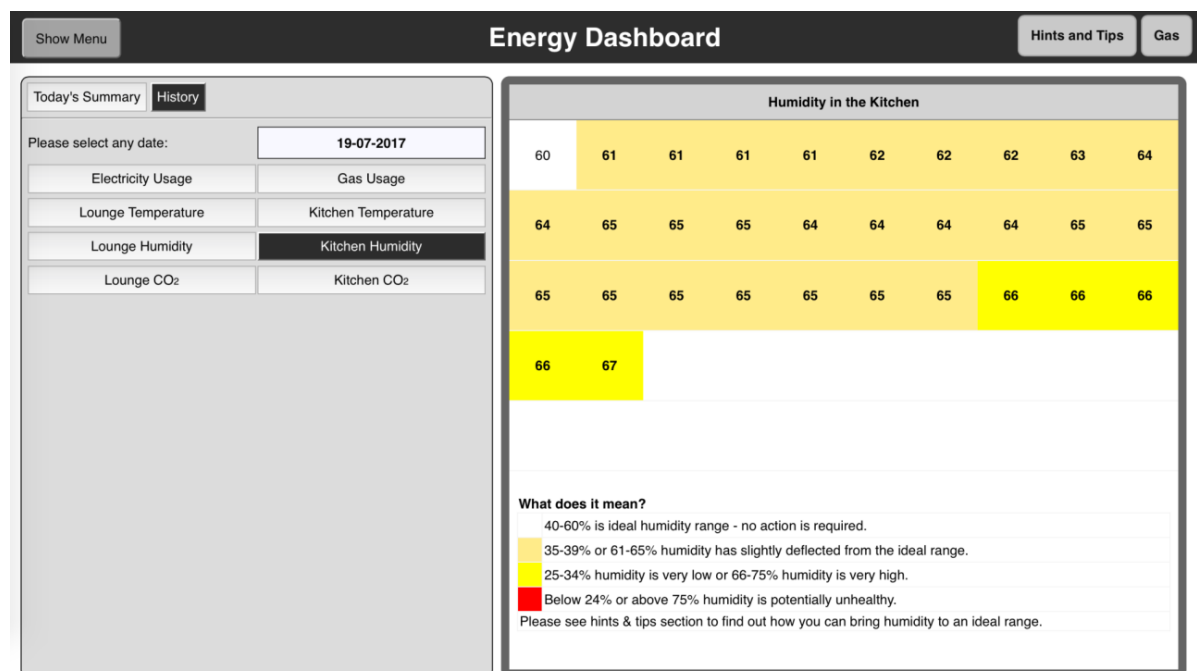 Show Menu Energy Dashboard Hints and Tips Gas
Today's Summary History
Please select any date: 19-07-2017
Electricity Usage Gas Usage
Lounge Temperature Kitchen Temperature
Lounge Humidity Kitchen Humidity
Lounge CO2 Kitchen CO2
Humidity in the Kitchen
60 61 61 61 61 62 62 62 63 64
64 65 65 65 64 64 64 64 65 65
65 65 65 65 65 65 65 66 66 66
66 67
What does it mean?
40-60% is ideal humidity range - no action is required.
35-39% or 61-65% humidity has slightly deflected from the ideal range.
25-34% humidity is very low or 66-75% humidity is very high.
Below 24% or above 75% humidity is potentially unhealthy.
Please see hints & tips section to find out how you can bring humidity to an ideal range.